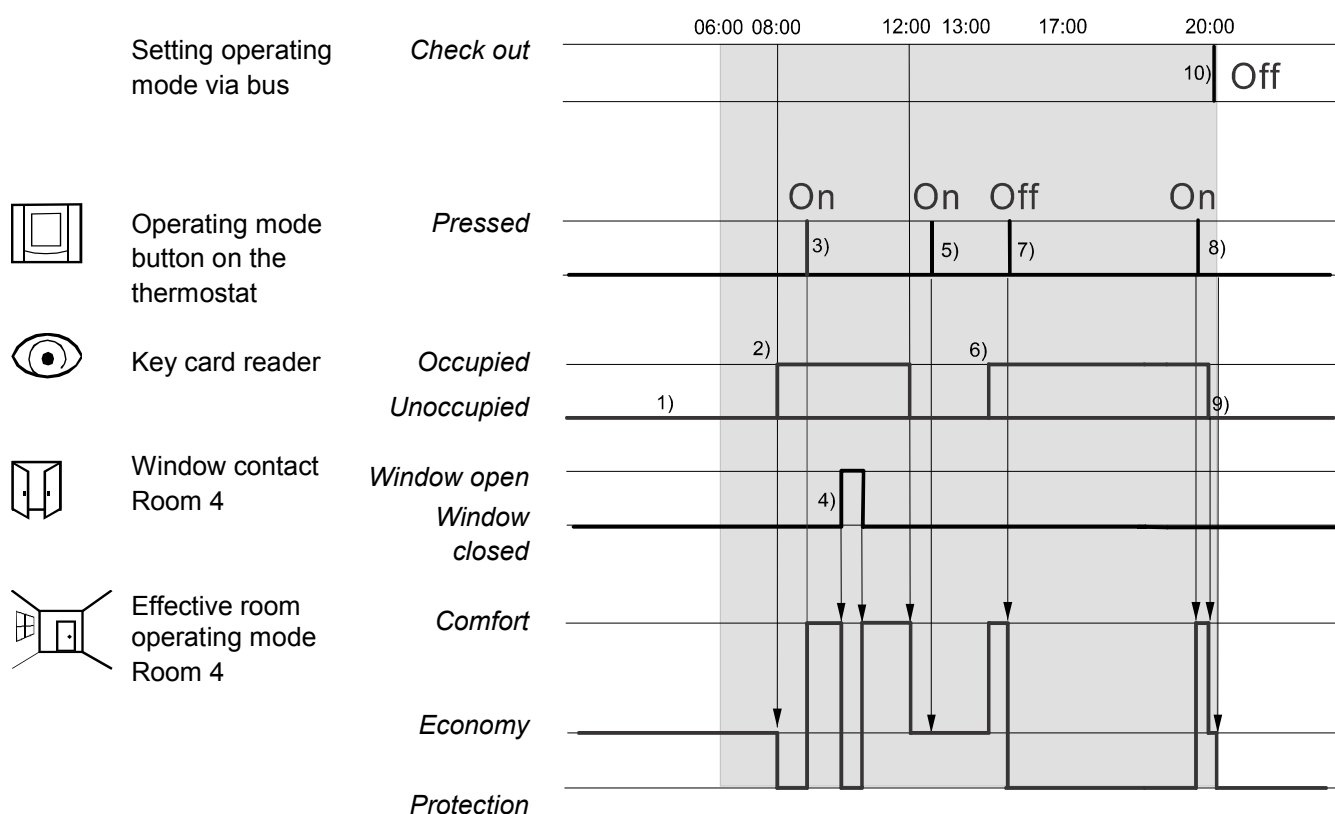 06:00 08:00 12:00 13:00 17:00 20:00
Setting operating
mode via bus
Check out
10) Off
On On Off On
Operating mode
button on the
thermostat
Pressed
3) 5) 7) 8)
Key card reader
Occupied
2) 6)
Unoccupied
1) 9)
Window contact
Room 4
Window open
4)
Window
closed
Effective room
operating mode
Room 4
Comfort
Economy
Protection